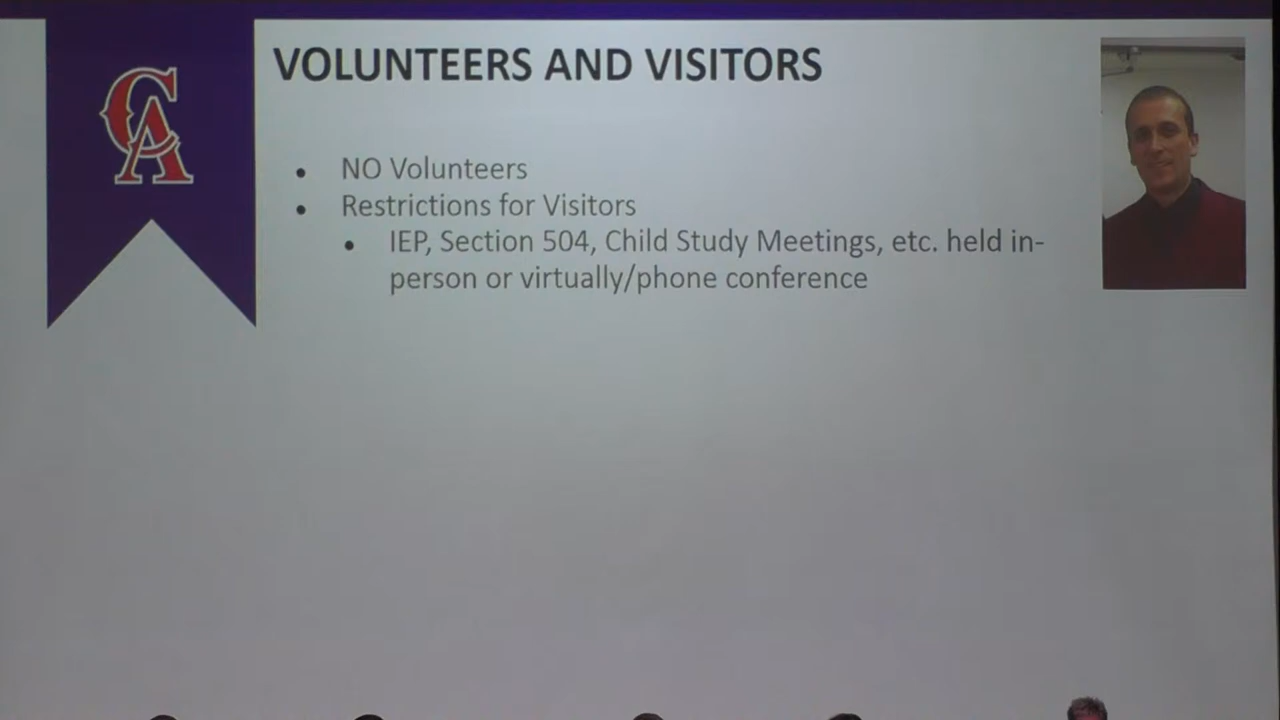 CA
VOLUNTEERS AND VISITORS
• NO Volunteers
• Restrictions for Visitors
• IEP, Section 504, Child Study Meetings, etc. held in-
person or virtually/phone conference